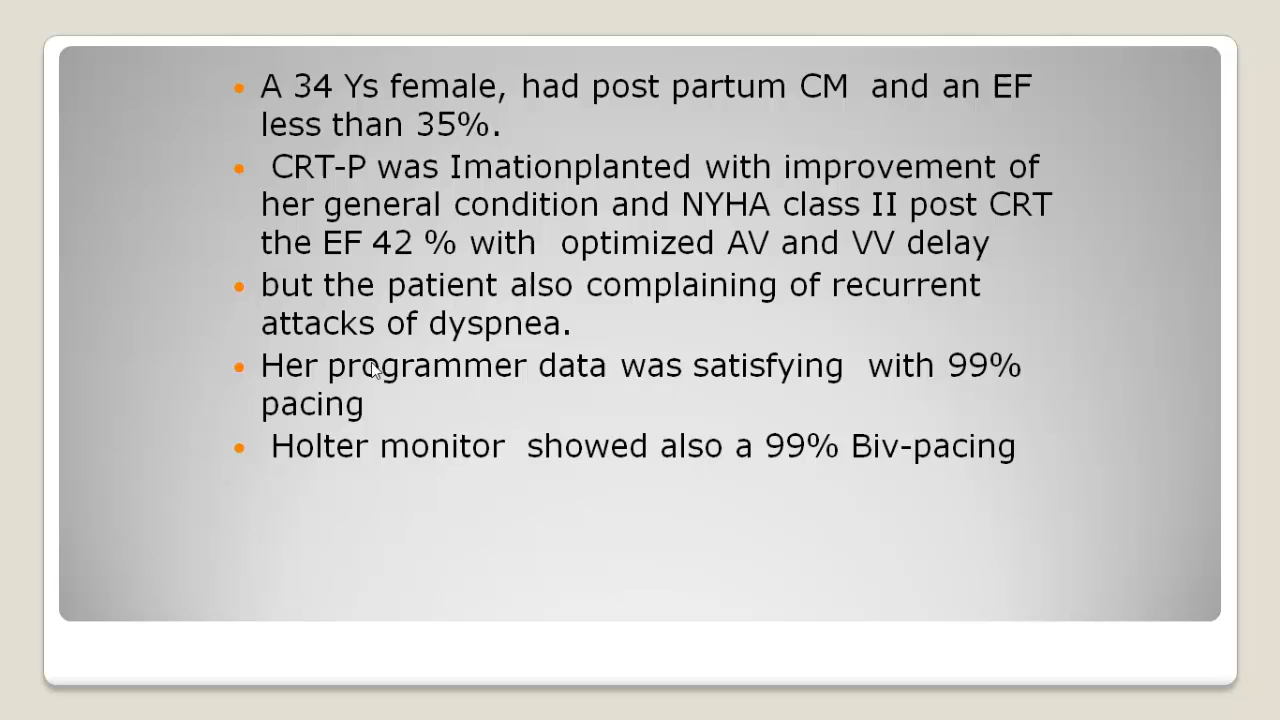 A 34 Ys female, had post partum CM and an EF
less than 35%.
CRT-P was Imationplanted with improvement of
her general condition and NYHA class II post CRT
the EF 42 % with optimized AV and VV delay
but the patient also complaining of recurrent
attacks of dyspnea.
Her programmer data was satisfying with 99%
pacing
Holter monitor showed also a 99% Biv-pacing